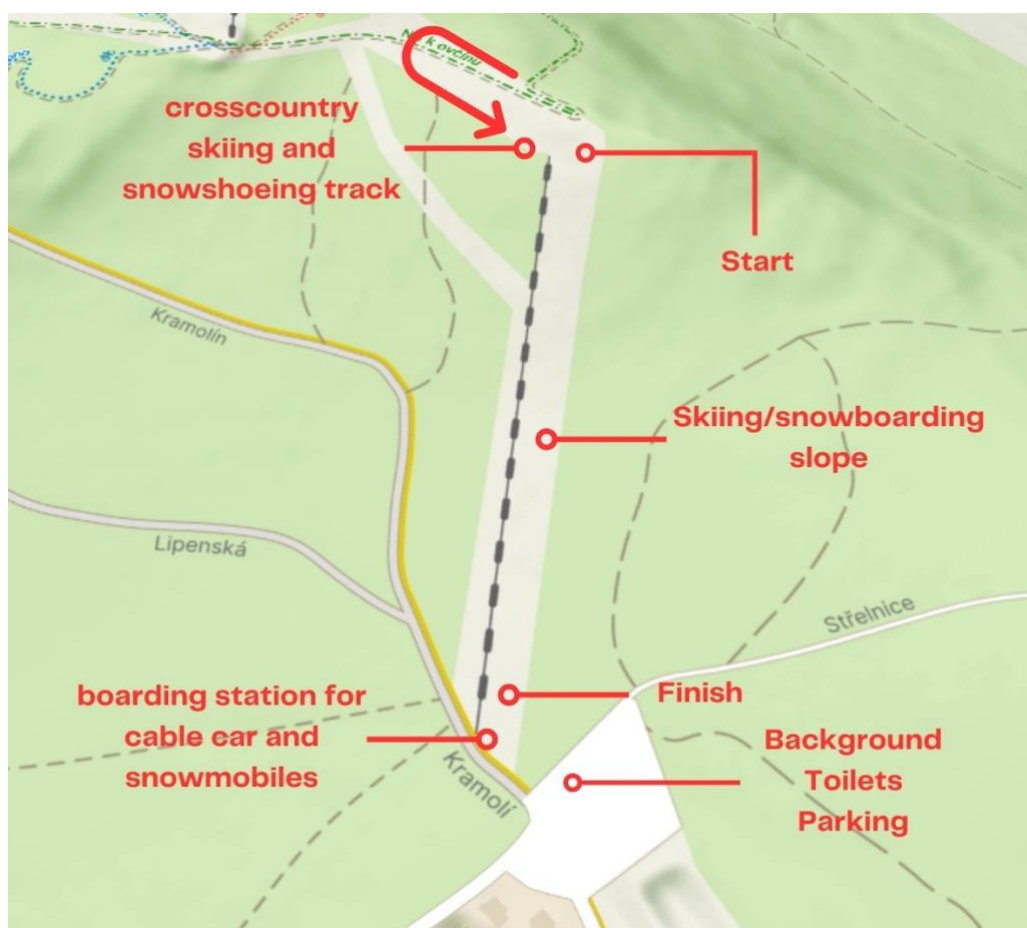 k ovčínu
crosscountry
skiing and
snowshoeing track
Start
Kramolín
Skiing/snowboarding
slope
Lipenská
Střelnice
boarding station for
cable car and
snowmobiles
Finish
Kramolí
Background
Toilets
Parking